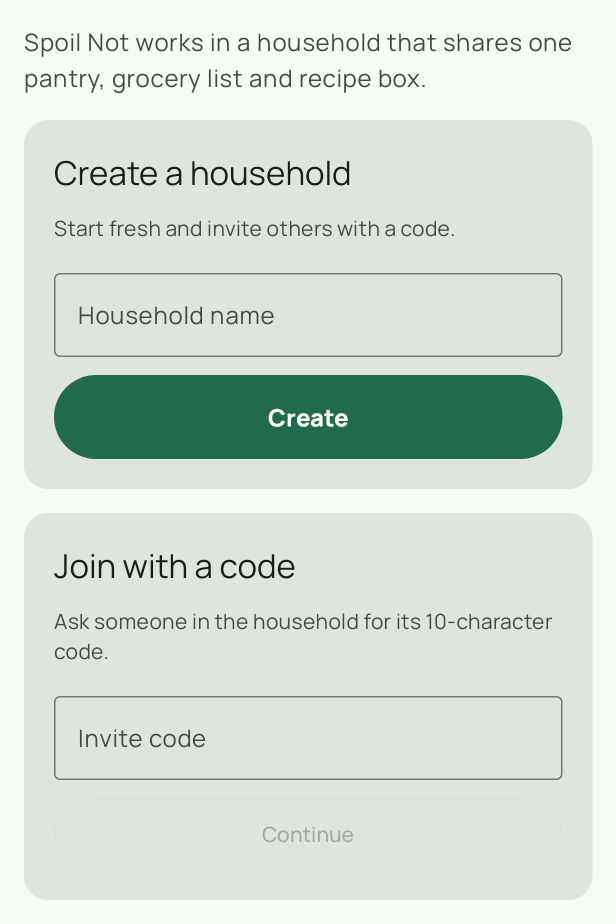 Spoil Not works in a household that shares one
pantry, grocery list and recipe box.
Create a household
Start fresh and invite others with a code.
Household name
Create
Join with a code
Ask someone in the household for its 10-character
code.
Invite code
Continue